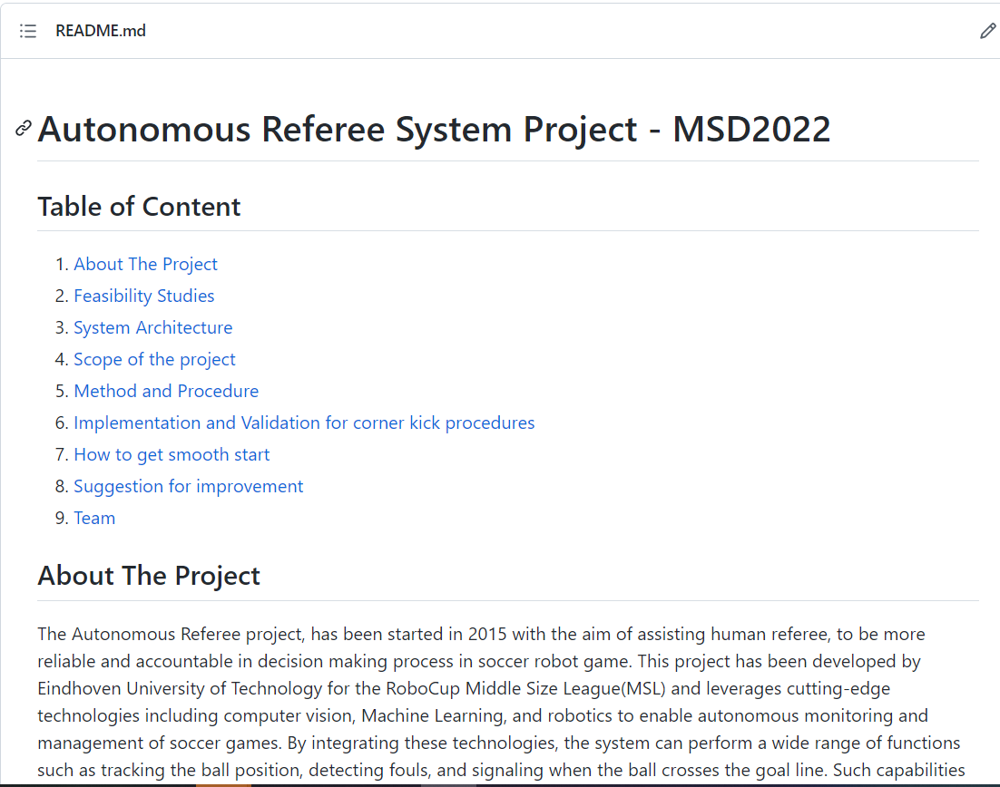 README.md
Autonomous Referee System Project - MSD2022
Table of Content
1. About The Project
2. Feasibility Studies
3. System Architecture
4. Scope of the project
5. Method and Procedure
6. Implementation and Validation for corner kick procedures
7. How to get smooth start
8. Suggestion for improvement
9. Team
About The Project
The Autonomous Referee project, has been started in 2015 with the aim of assisting human referee, to be more
reliable and accountable in decision making process in soccer robot game. This project has been developed by
Eindhoven University of Technology for the RoboCup Middle Size League(MSL) and leverages cutting-edge
technologies including computer vision, Machine Learning, and robotics to enable autonomous monitoring and
management of soccer games. By integrating these technologies, the system can perform a wide range of functions
such as tracking the ball position, detecting fouls, and signaling when the ball crosses the goal line. Such capabilities